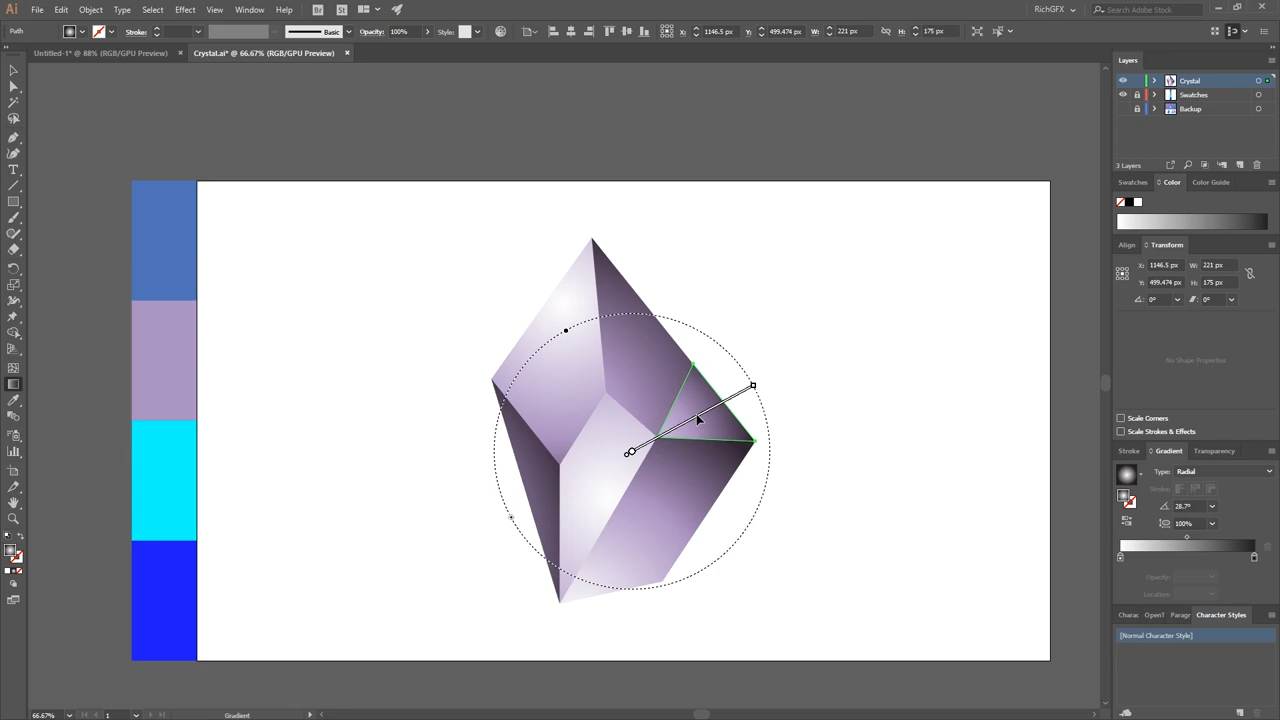 Ai File Edit Object Type Select Effect View Window Help Br St RichGFX Search Adobe Stock
Path Stroke: Basic Opacity: 100% Style: X: 1146.5 px Y: 499.474 px W: 221 px H: 175 px
Untitled-1* @ 88% (RGB/GPU Preview) × Crystal.ai* @ 66.67% (RGB/GPU Preview) ×
Layers
Crystal
Swatches
Backup
3 Layers
Swatches Color Color Guide
Align Transform
X: 1146.5 px W: 221 px
Y: 499.474 px H: 175 px
0° 0°
No Shape Properties
Scale Corners
Scale Strokes & Effects
Stroke Gradient Transparency
Type: Radial
Stroke:
28.7°
100%
Opacity:
Location:
Charac OpenT Paragr Character Styles
[Normal Character Style]
66.67% 1 Gradient